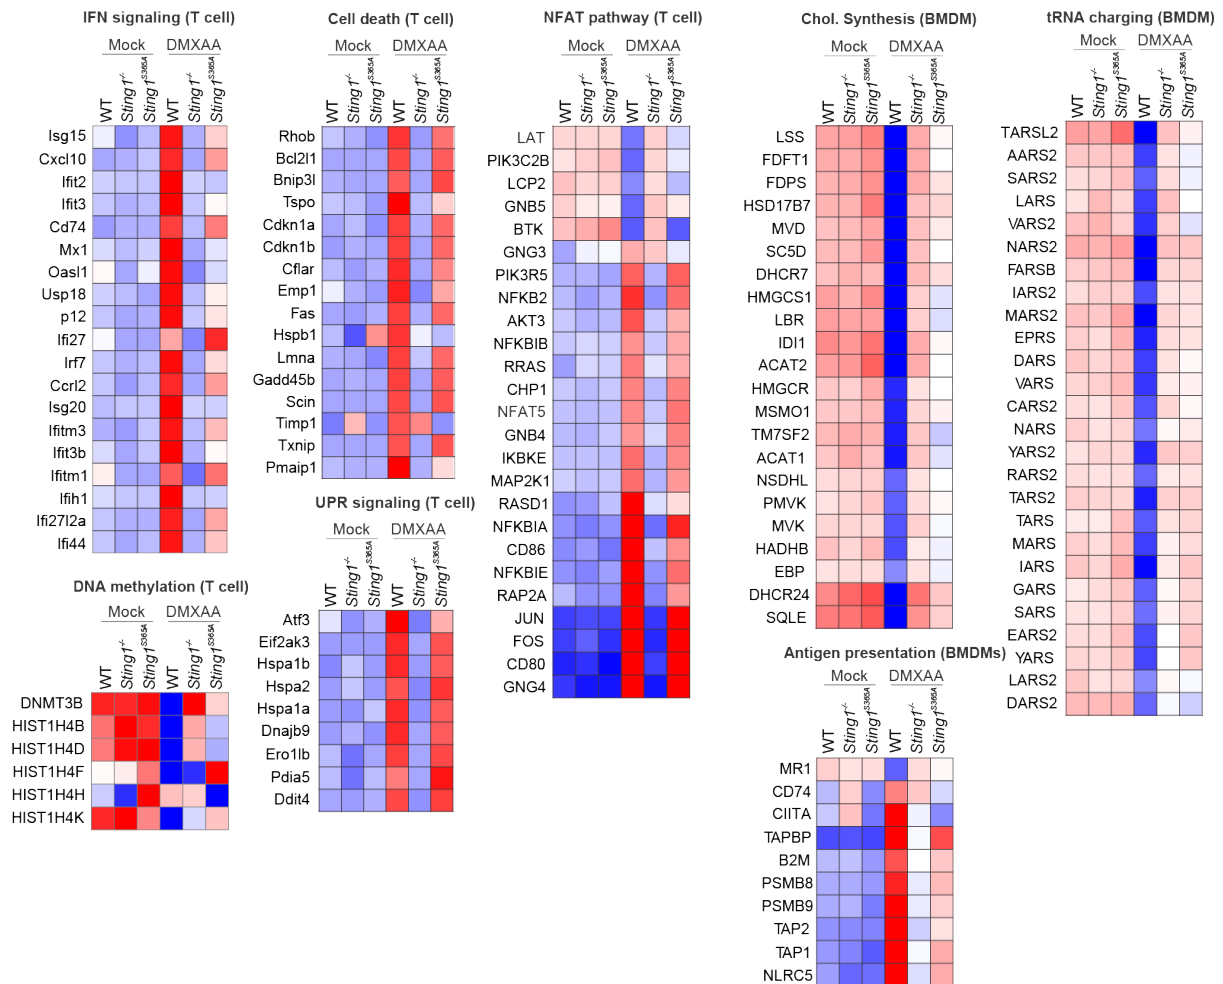 IFN signaling (T cell)
Mock DMXAA
WT Sting1-/- Sting1S365A WT Sting1-/- Sting1S365A
Isg15
Cxcl10
Ifit2
Ifit3
Cd74
Mx1
Oasl1
Usp18
p12
Ifi27
Irf7
Ccrl2
Isg20
Ifitm3
Ifit3b
Ifitm1
Ifih1
Ifi27l2a
Ifi44
DNA methylation (T cell)
Mock DMXAA
WT Sting1-/- Sting1S365A WT Sting1-/- Sting1S365A
DNMT3B
HIST1H4B
HIST1H4D
HIST1H4F
HIST1H4H
HIST1H4K
Cell death (T cell)
Mock DMXAA
WT Sting1-/- Sting1S365A WT Sting1-/- Sting1S365A
Rhob
Bcl2l1
Bnip3l
Tspo
Cdkn1a
Cdkn1b
Cflar
Emp1
Fas
Hspb1
Lmna
Gadd45b
Scin
Timp1
Txnip
Pmaip1
UPR signaling (T cell)
Mock DMXAA
WT Sting1-/- Sting1S365A WT Sting1-/- Sting1S365A
Atf3
Eif2ak3
Hspa1b
Hspa2
Hspa1a
Dnajb9
Ero1lb
Pdia5
Ddit4
NFAT pathway (T cell)
Mock DMXAA
WT Sting1-/- Sting1S365A WT Sting1-/- Sting1S365A
LAT
PIK3C2B
LCP2
GNB5
BTK
GNG3
PIK3R5
NFKB2
AKT3
NFKBIB
RRAS
CHP1
NFAT5
GNB4
IKBKE
MAP2K1
RASD1
NFKBIA
CD86
NFKBIE
RAP2A
JUN
FOS
CD80
GNG4
Chol. Synthesis (BMDM)
Mock DMXAA
WT Sting1-/- Sting1S365A WT Sting1-/- Sting1S365A
LSS
FDFT1
FDPS
HSD17B7
MVD
SC5D
DHCR7
HMGCS1
LBR
IDI1
ACAT2
HMGCR
MSMO1
TM7SF2
ACAT1
NSDHL
PMVK
MVK
HADHB
EBP
DHCR24
SQLE
Antigen presentation (BMDMs)
Mock DMXAA
WT Sting1-/- Sting1S365A WT Sting1-/- Sting1S365A
MR1
CD74
CIITA
TAPBP
B2M
PSMB8
PSMB9
TAP2
TAP1
NLRC5
tRNA charging (BMDM)
Mock DMXAA
WT Sting1-/- Sting1S365A WT Sting1-/- Sting1S365A
TARSL2
AARS2
SARS2
LARS
VARS2
NARS2
FARSB
IARS2
MARS2
EPRS
DARS
VARS
CARS2
NARS
YARS2
RARS2
TARS2
TARS
MARS
IARS
GARS
SARS
EARS2
YARS
LARS2
DARS2